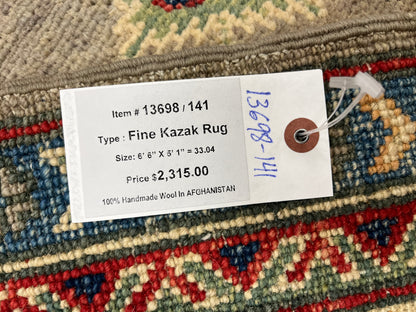 Item # 13698 / 141
Type : Fine Kazak Rug
Size: 6' 6" X 5' 1" = 33.04
Price $2,315.00
100% Handmade Wool In AFGHANISTAN
13698-141